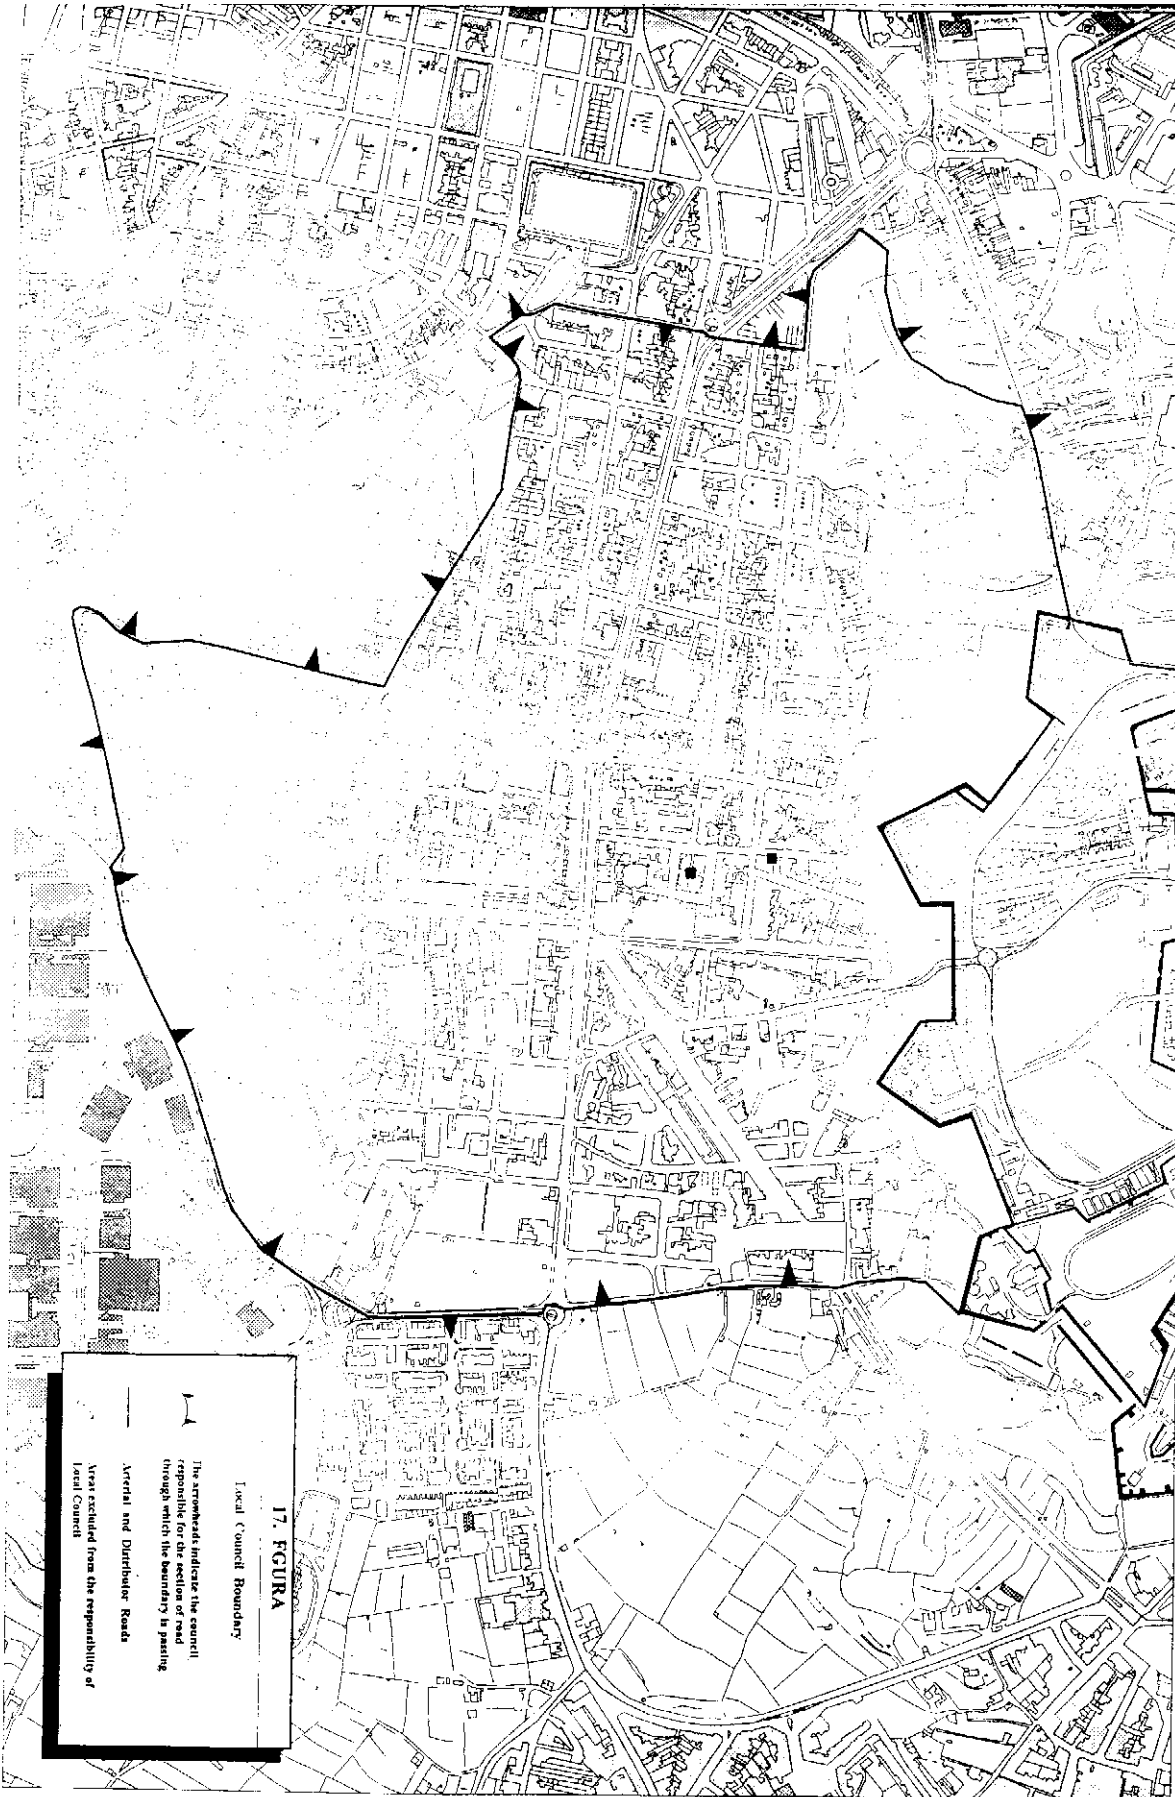 17. FGURA
Local Council Boundary
The arrowheads indicate the council
responsible for the section of road
through which the boundary is passing
Arterial and Distributor Roads
Areas excluded from the responsibility of
Local Council